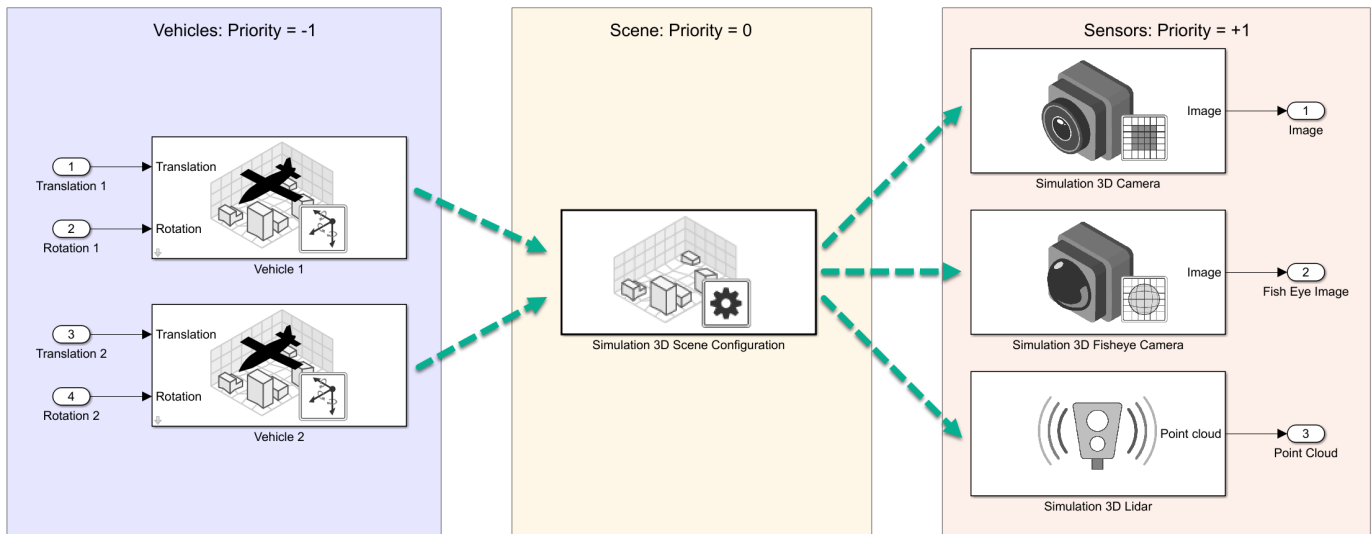 Vehicles: Priority = -1
1
Translation 1
Translation
2
Rotation 1
Rotation
Vehicle 1
3
Translation 2
Translation
4
Rotation 2
Rotation
Vehicle 2
Scene: Priority = 0
Simulation 3D Scene Configuration
Sensors: Priority = +1
Image
1
Image
Simulation 3D Camera
Image
2
Fish Eye Image
Simulation 3D Fisheye Camera
Point cloud
3
Point Cloud
Simulation 3D Lidar